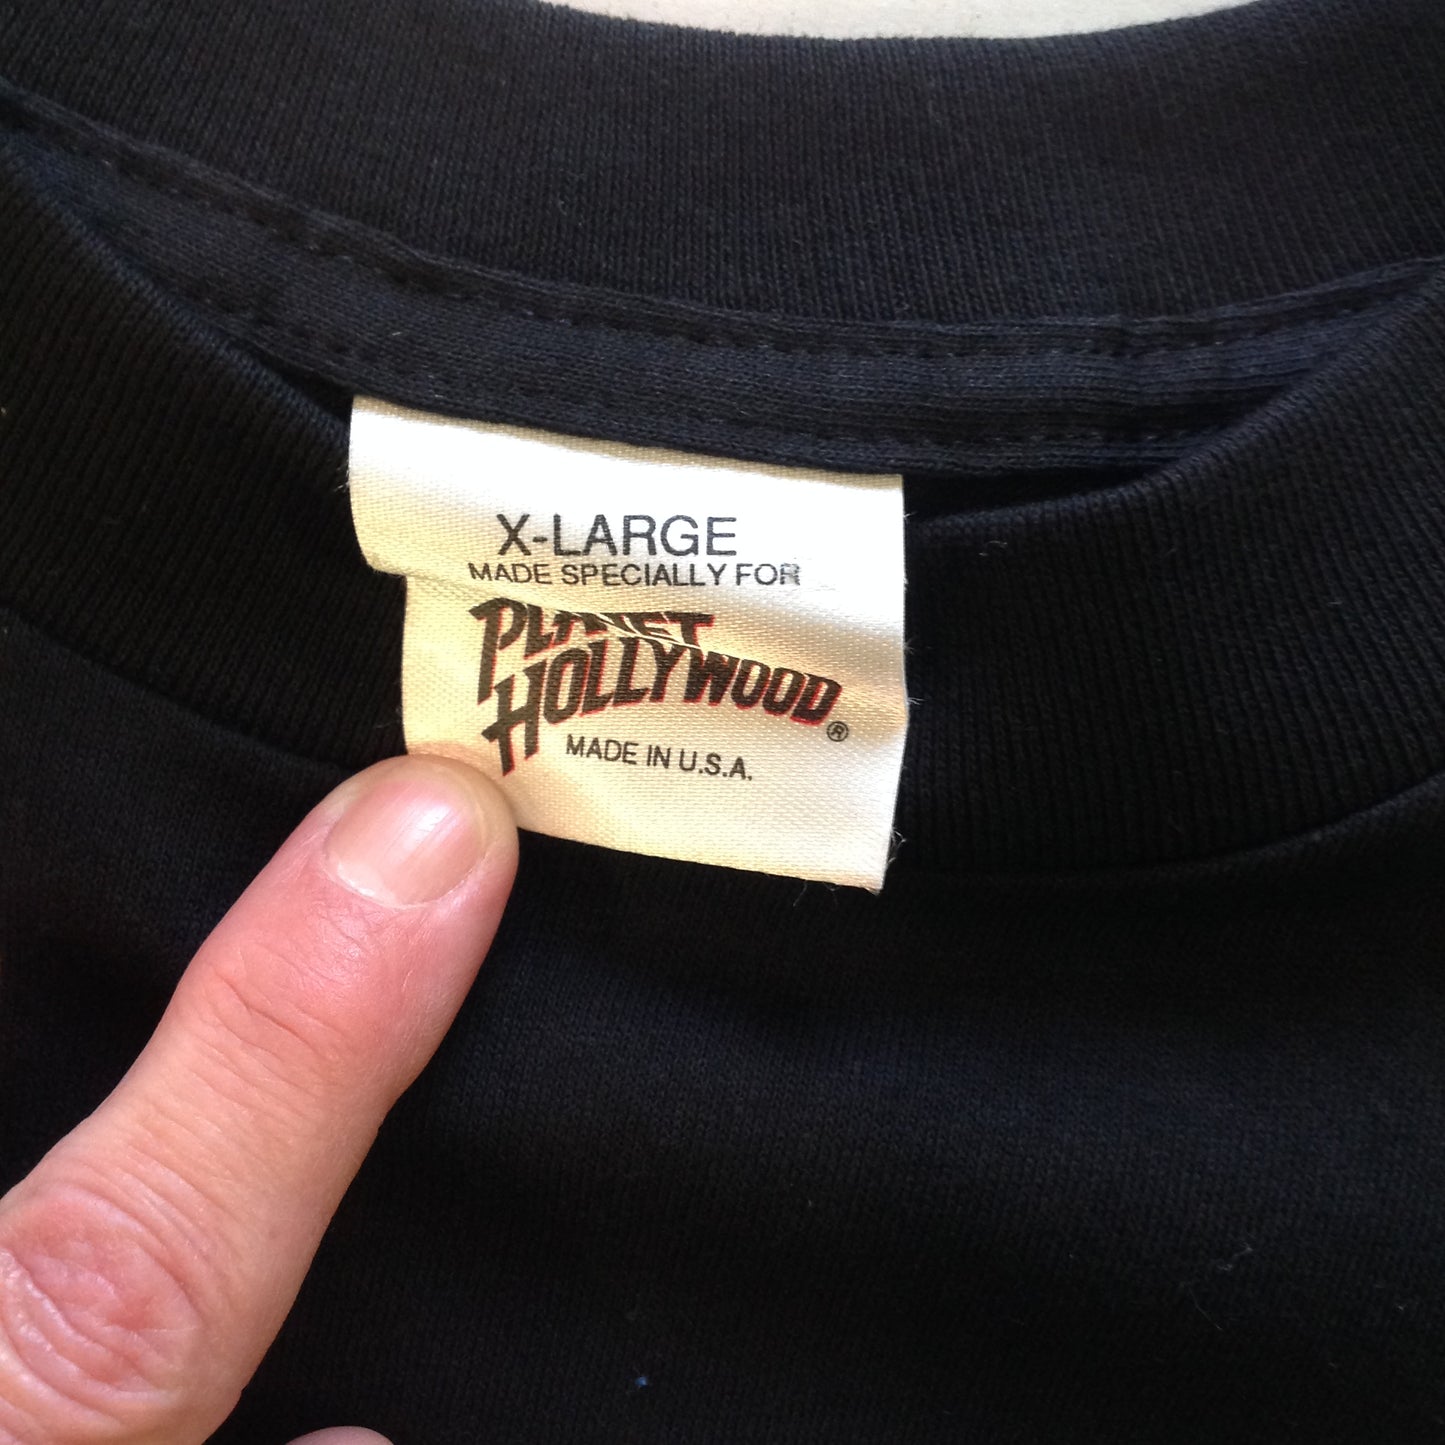 X-LARGE
MADE SPECIALLY FOR
PLANET
HOLLYWOOD®
MADE IN U.S.A.